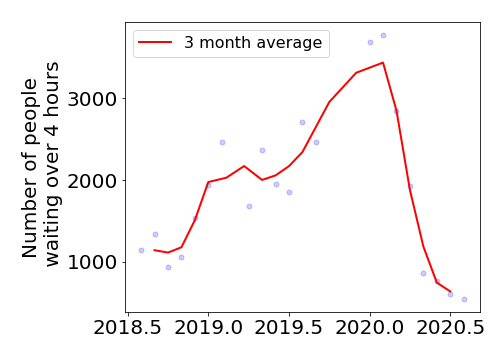 3 month average
Number of people
waiting over 4 hours
3000
2000
1000
2018.5 2019.0 2019.5 2020.0 2020.5